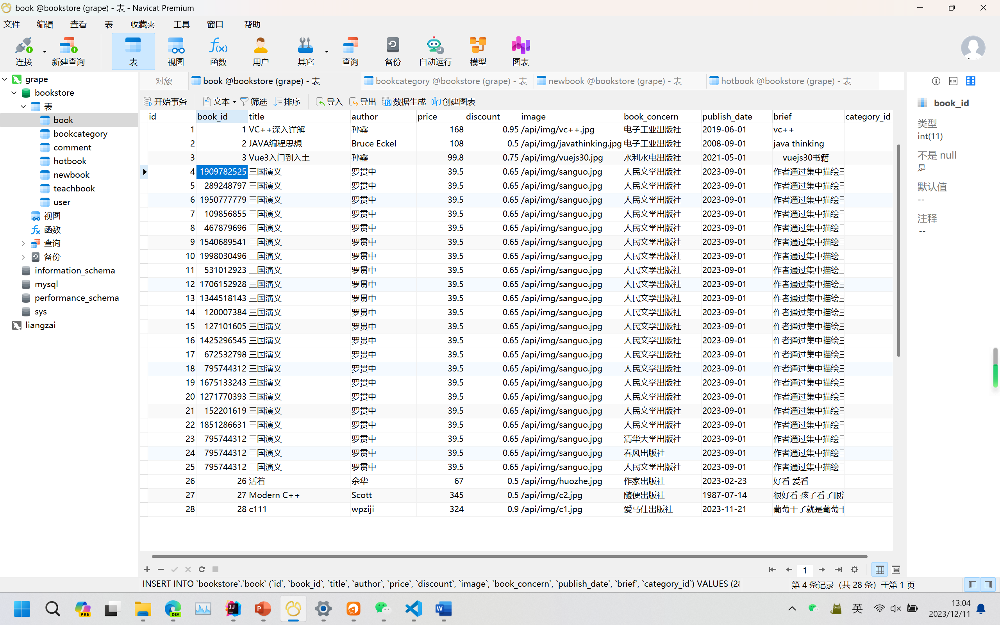 book @bookstore (grape) - 表 - Navicat Premium
文件 编辑 查看 表 收藏夹 工具 窗口 帮助
连接 新建查询 表 视图 函数 用户 其它 查询 备份 自动运行 模型 图表
grape
bookstore
表
book
bookcategory
comment
hotbook
newbook
teachbook
user
视图
函数
查询
备份
information_schema
mysql
performance_schema
sys
liangzai
对象 book @bookstore (grape) - 表 bookcategory @bookstore (grape) - 表 newbook @bookstore (grape) - 表 hotbook @bookstore (grape) - 表
开始事务 文本 筛选 排序 导入 导出 数据生成 创建图表
id book_id title author price discount image book_concern publish_date brief category_id
1 1 VC++深入详解 孙鑫 168 0.95 /api/img/vc++.jpg 电子工业出版社 2019-06-01 vc++
2 2 JAVA编程思想 Bruce Eckel 108 0.5 /api/img/javathinking.jpg 电子工业出版社 2008-09-01 java thinking
3 3 Vue3入门到入土 孙鑫 99.8 0.75 /api/img/vuejs30.jpg 水利水电出版社 2021-05-01 vuejs30书籍
4 1909782525 三国演义 罗贯中 39.5 0.65 /api/img/sanguo.jpg 人民文学出版社 2023-09-01 作者通过集中描绘三
5 289248797 三国演义 罗贯中 39.5 0.65 /api/img/sanguo.jpg 人民文学出版社 2023-09-01 作者通过集中描绘三
6 1950777779 三国演义 罗贯中 39.5 0.65 /api/img/sanguo.jpg 人民文学出版社 2023-09-01 作者通过集中描绘三
7 109856855 三国演义 罗贯中 39.5 0.65 /api/img/sanguo.jpg 人民文学出版社 2023-09-01 作者通过集中描绘三
8 467879696 三国演义 罗贯中 39.5 0.65 /api/img/sanguo.jpg 人民文学出版社 2023-09-01 作者通过集中描绘三
9 1540689541 三国演义 罗贯中 39.5 0.65 /api/img/sanguo.jpg 人民文学出版社 2023-09-01 作者通过集中描绘三
10 1998030496 三国演义 罗贯中 39.5 0.65 /api/img/sanguo.jpg 人民文学出版社 2023-09-01 作者通过集中描绘三
11 531012923 三国演义 罗贯中 39.5 0.65 /api/img/sanguo.jpg 人民文学出版社 2023-09-01 作者通过集中描绘三
12 1706152928 三国演义 罗贯中 39.5 0.65 /api/img/sanguo.jpg 人民文学出版社 2023-09-01 作者通过集中描绘三
13 1344518143 三国演义 罗贯中 39.5 0.65 /api/img/sanguo.jpg 人民文学出版社 2023-09-01 作者通过集中描绘三
14 120007384 三国演义 罗贯中 39.5 0.65 /api/img/sanguo.jpg 人民文学出版社 2023-09-01 作者通过集中描绘三
15 127101605 三国演义 罗贯中 39.5 0.65 /api/img/sanguo.jpg 人民文学出版社 2023-09-01 作者通过集中描绘三
16 1425296545 三国演义 罗贯中 39.5 0.65 /api/img/sanguo.jpg 人民文学出版社 2023-09-01 作者通过集中描绘三
17 672532798 三国演义 罗贯中 39.5 0.65 /api/img/sanguo.jpg 人民文学出版社 2023-09-01 作者通过集中描绘三
18 795744312 三国演义 罗贯中 39.5 0.65 /api/img/sanguo.jpg 人民文学出版社 2023-09-01 作者通过集中描绘三
19 1675133243 三国演义 罗贯中 39.5 0.65 /api/img/sanguo.jpg 人民文学出版社 2023-09-01 作者通过集中描绘三
20 1271770393 三国演义 罗贯中 39.5 0.65 /api/img/sanguo.jpg 人民文学出版社 2023-09-01 作者通过集中描绘三
21 152201619 三国演义 罗贯中 39.5 0.65 /api/img/sanguo.jpg 人民文学出版社 2023-09-01 作者通过集中描绘三
22 1851286631 三国演义 罗贯中 39.5 0.65 /api/img/sanguo.jpg 人民文学出版社 2023-09-01 作者通过集中描绘三
23 795744312 三国演义 罗贯中 39.5 0.65 /api/img/sanguo.jpg 清华大学出版社 2023-09-01 作者通过集中描绘三
24 795744312 三国演义 罗贯中 39.5 0.65 /api/img/sanguo.jpg 春风出版社 2023-09-01 作者通过集中描绘三
25 795744312 三国演义 罗贯中 39.5 0.65 /api/img/sanguo.jpg 人民文学出版社 2023-09-01 作者通过集中描绘三
26 26 活着 余华 67 0.5 /api/img/huozhe.jpg 作家出版社 2023-02-23 好看 爱看
27 27 Modern C++ Scott 345 0.5 /api/img/c2.jpg 随便出版社 1987-07-14 很好看 孩子看了眼
28 28 c111 wpziji 324 0.9 /api/img/c1.jpg 爱马仕出版社 2023-11-21 葡萄干了就是葡萄干
book_id
类型
int(11)
不是 null
是
默认值
--
注释
--
1
INSERT INTO `bookstore`.`book` (`id`, `book_id`, `title`, `author`, `price`, `discount`, `image`, `book_concern`, `publish_date`, `brief`, `category_id`) VALUES (28
第 4 条记录（共 28 条）于第 1 页
PRE DEV IJ P W
英
13:04
2023/12/11